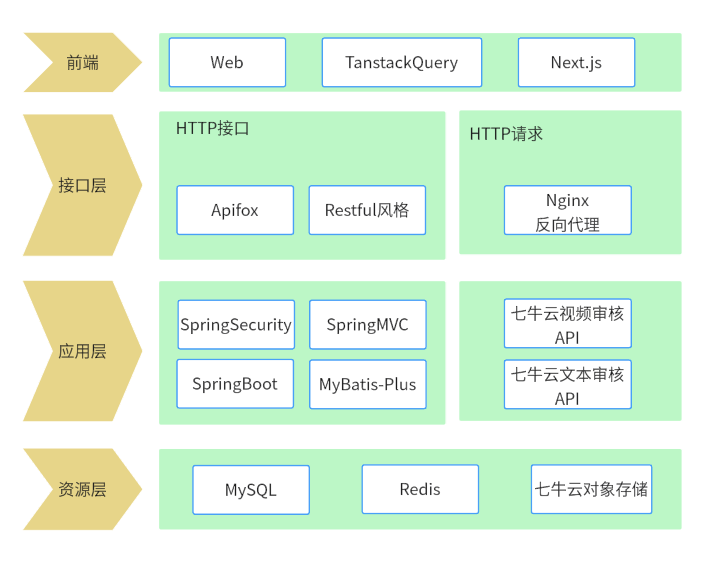 前端
Web
TanstackQuery
Next.js
接口层
HTTP接口
Apifox
Restful风格
HTTP请求
Nginx
反向代理
应用层
SpringSecurity
SpringMVC
SpringBoot
MyBatis-Plus
七牛云视频审核
API
七牛云文本审核
API
资源层
MySQL
Redis
七牛云对象存储